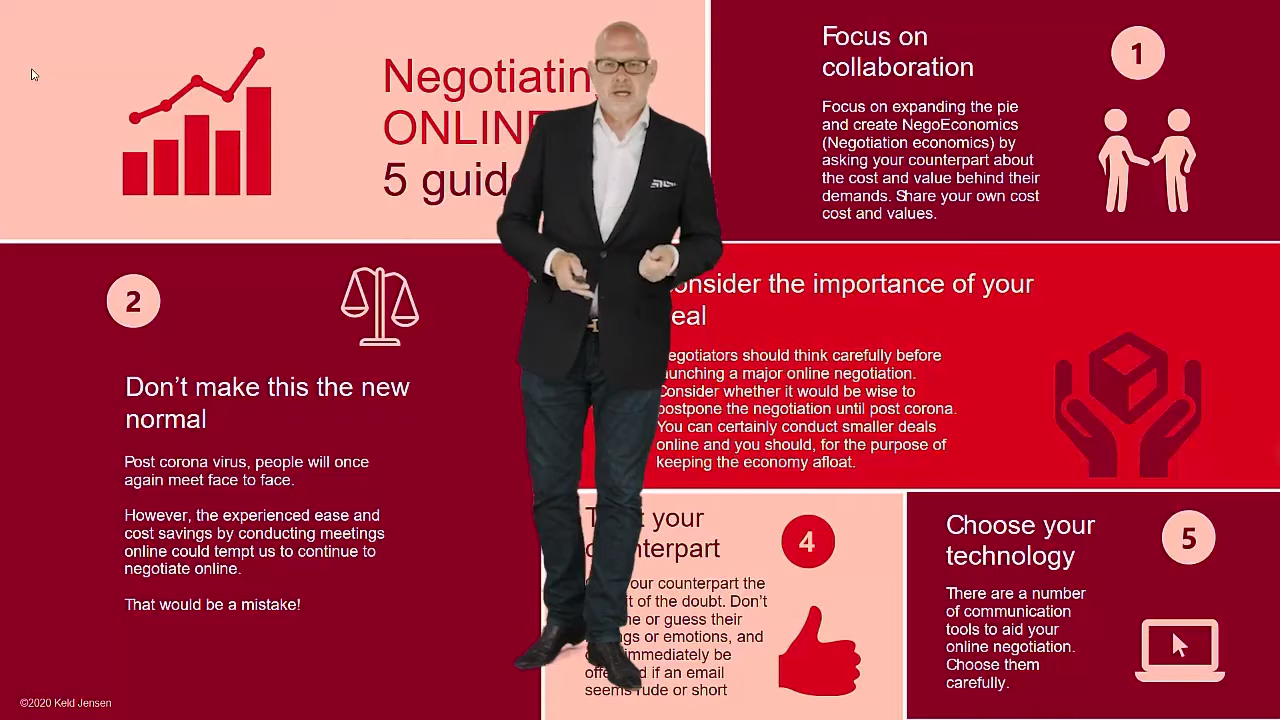 Negotiating
ONLINE
5
Focus on
collaboration
1
Focus on expanding the pie
and create NegoEconomics
(Negotiation economics) by
asking your counterpart about
the cost and value behind their
demands. Share your own cost
cost and values.
2
Don’t make this the new
normal
Post corona virus, people will once
again meet face to face.
However, the experienced ease and
cost savings by conducting meetings
online could tempt us to continue to
negotiate online.
That would be a mistake!
Consider the importance of your
deal
Negotiators should think carefully before
launching a major online negotiation.
Consider whether it would be wise to
postpone the negotiation until post corona.
You can certainly conduct smaller deals
online and you should, for the purpose of
keeping the economy afloat.
your
counterpart
4
your counterpart the
of the doubt. Don’t
or guess their
or emotions, and
immediately be
if an email
seems rude or short
Choose your
technology
5
There are a number
of communication
tools to aid your
online negotiation.
Choose them
carefully.
©2020 Keld Jensen